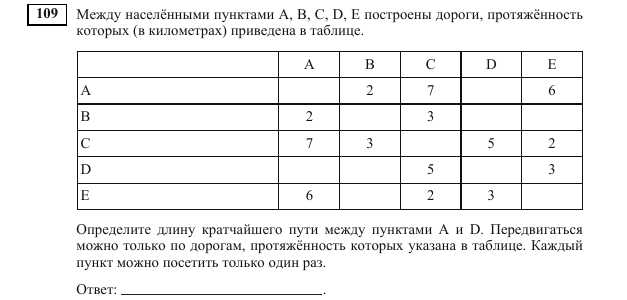 109 Между населёнными пунктами A, B, C, D, E построены дороги, протяжённость
которых (в километрах) приведена в таблице.
A B C D E
A 2 7 6
B 2 3
C 7 3 5 2
D 5 3
E 6 2 3
Определите длину кратчайшего пути между пунктами A и D. Передвигаться
можно только по дорогам, протяжённость которых указана в таблице. Каждый
пункт можно посетить только один раз.
Ответ: ______________________________.